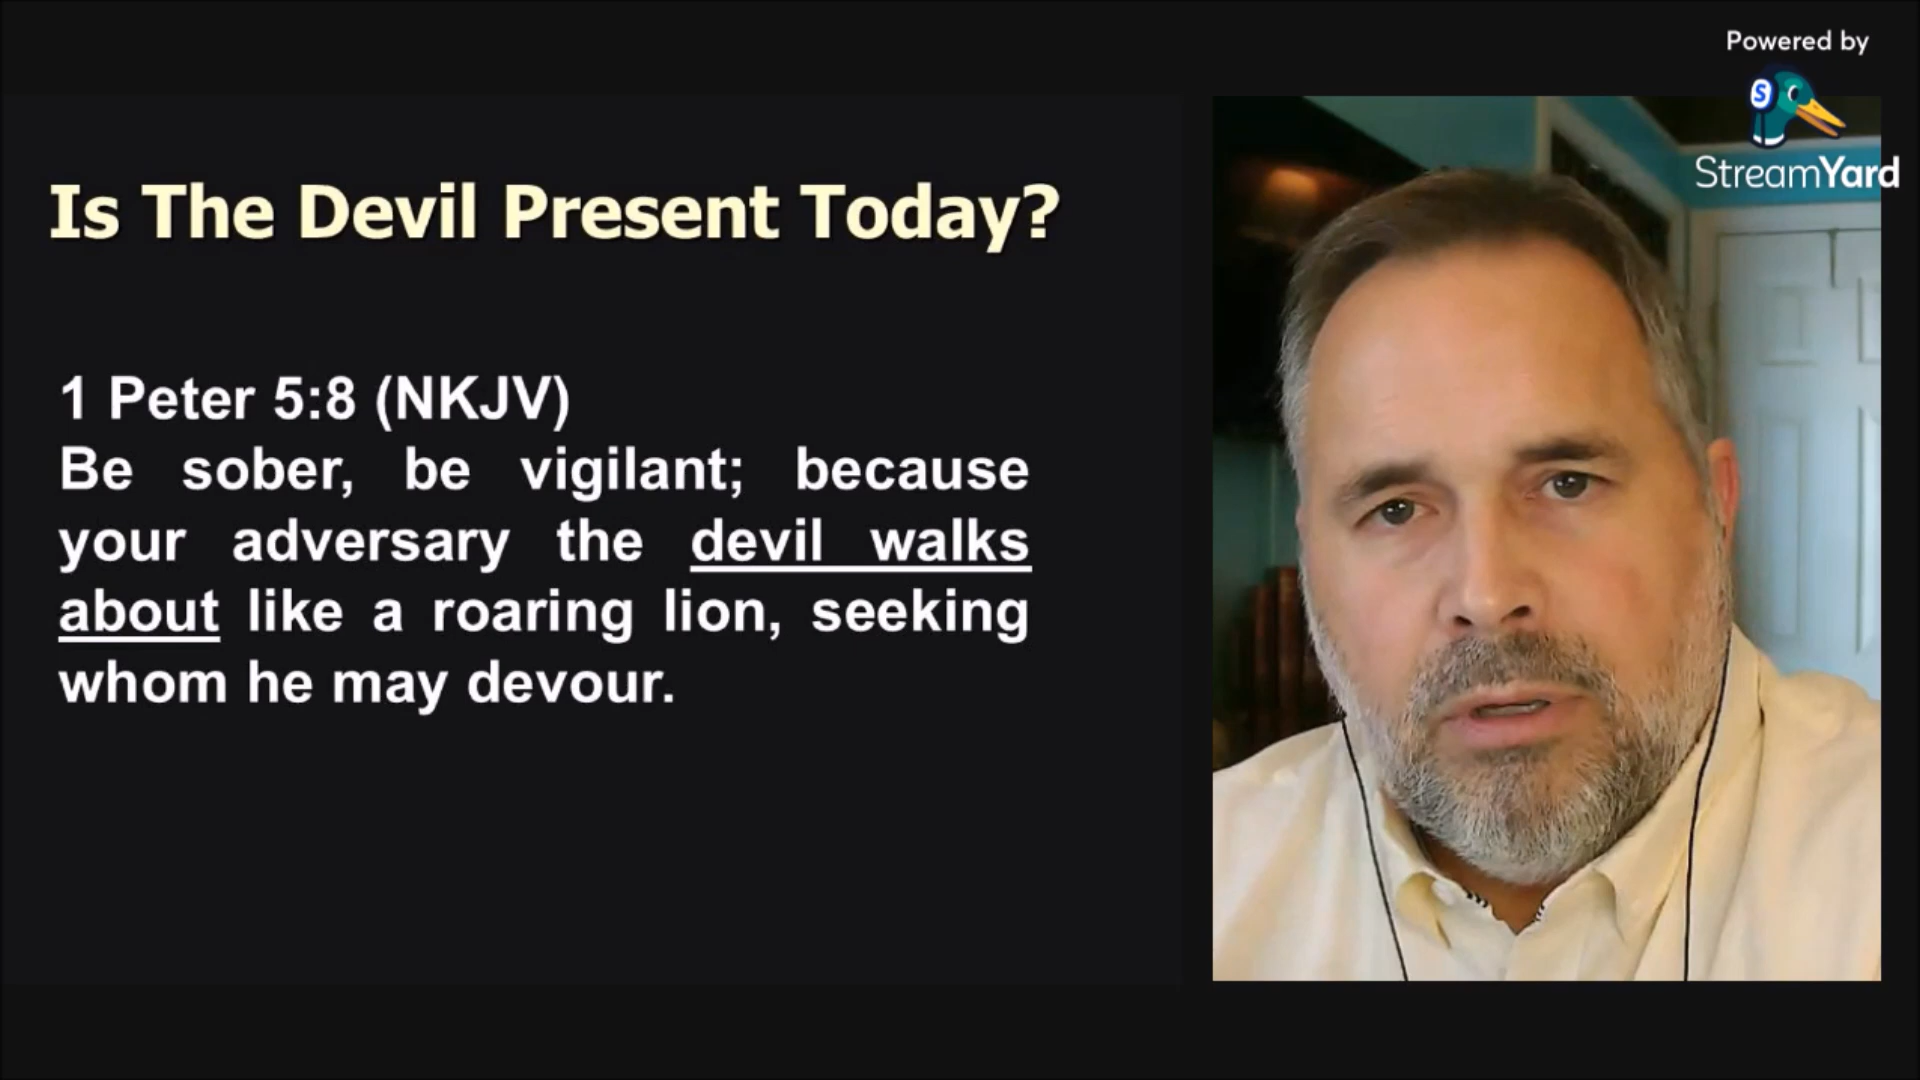 Powered by
StreamYard
Is The Devil Present Today?
1 Peter 5:8 (NKJV)
Be sober, be vigilant; because
your adversary the devil walks
about like a roaring lion, seeking
whom he may devour.